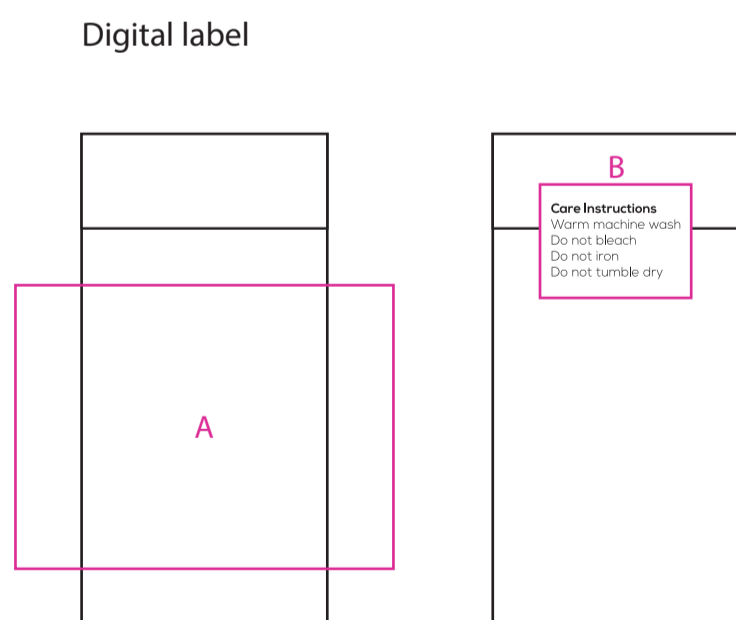 Digital label
B
Care Instructions
Warm machine wash
Do not bleach
Do not iron
Do not tumble dry
A